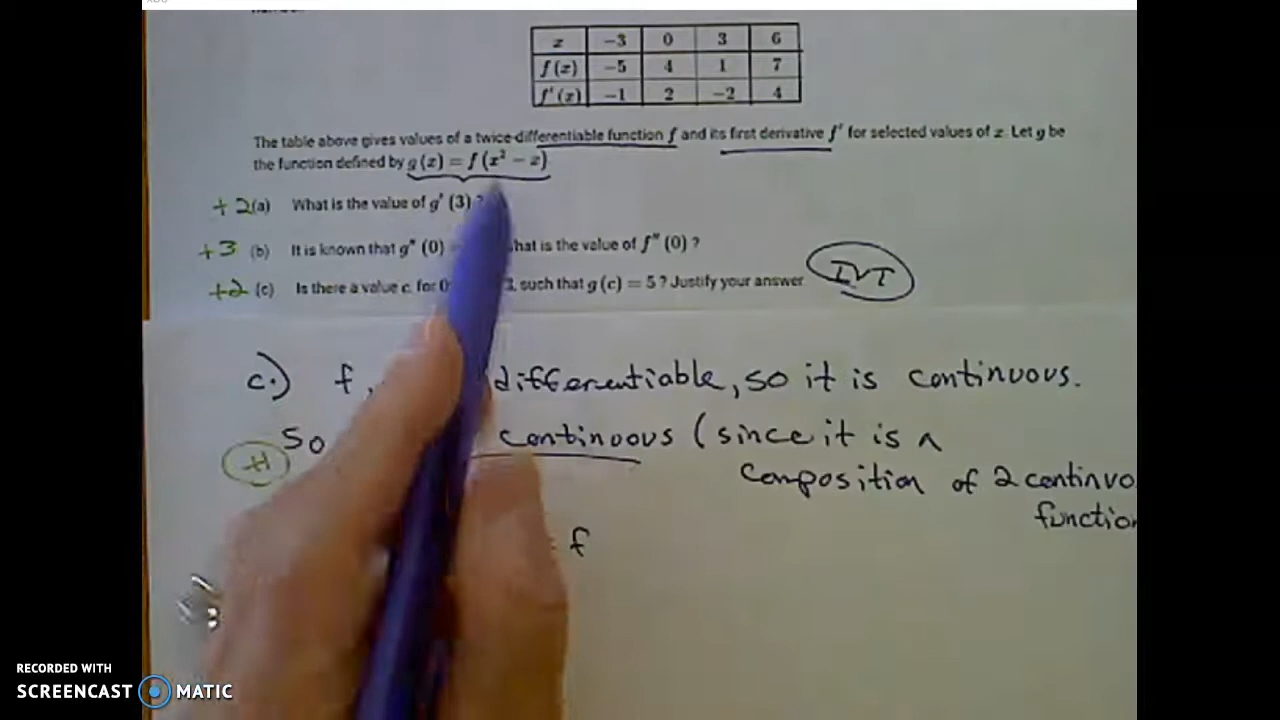 x −3 0 3 6
f(x) −5 4 1 7
f′(x) −1 2 −2 4
The table above gives values of a twice-differentiable function f and its first derivative f′ for selected values of x. Let g be
the function defined by g(x) = f(x² − x)
+2 (a) What is the value of g′(3)?
+3 (b) It is known that g″(0) = hat is the value of f″(0)?
+2 (c) Is there a value c, for 0 3, such that g(c) = 5? Justify your answer
IVT
c.) f, differentiable, so it is continuous.
So continuous (since it is a
+1
composition of 2 continuo
function
= f
RECORDED WITH
SCREENCAST MATIC